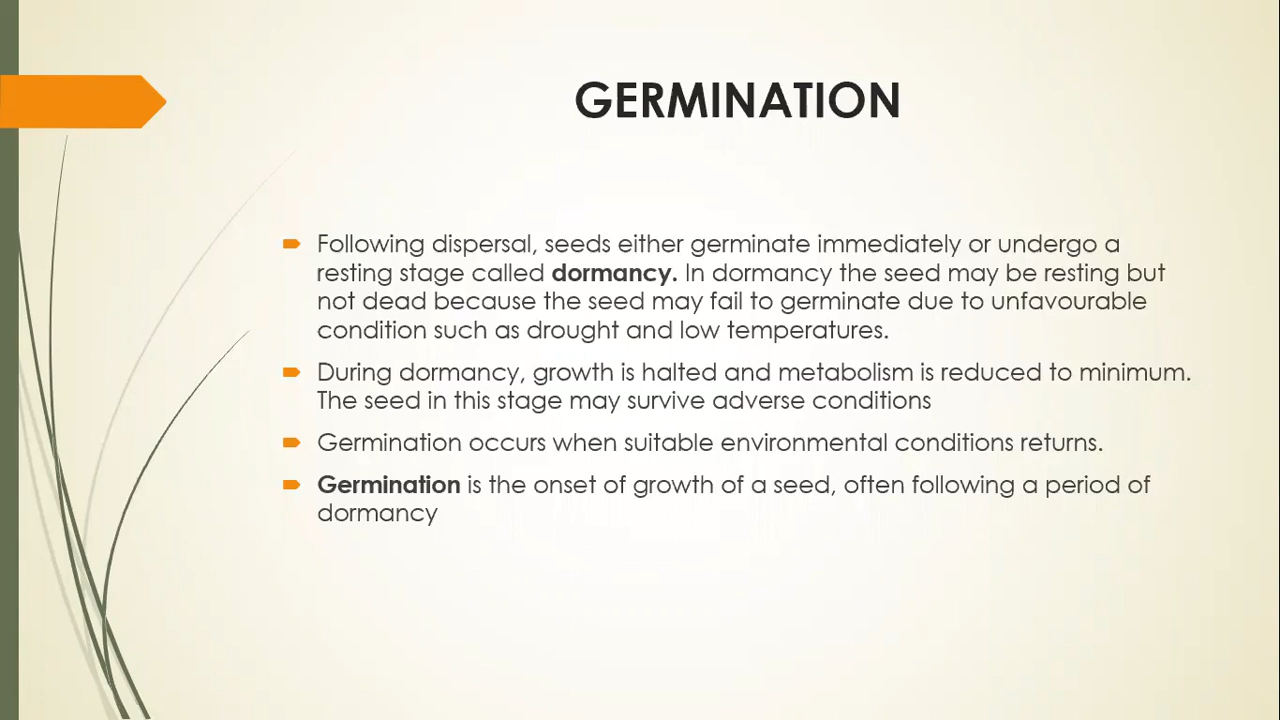 GERMINATION
Following dispersal, seeds either germinate immediately or undergo a
resting stage called dormancy. In dormancy the seed may be resting but
not dead because the seed may fail to germinate due to unfavourable
condition such as drought and low temperatures.
During dormancy, growth is halted and metabolism is reduced to minimum.
The seed in this stage may survive adverse conditions
Germination occurs when suitable environmental conditions returns.
Germination is the onset of growth of a seed, often following a period of
dormancy